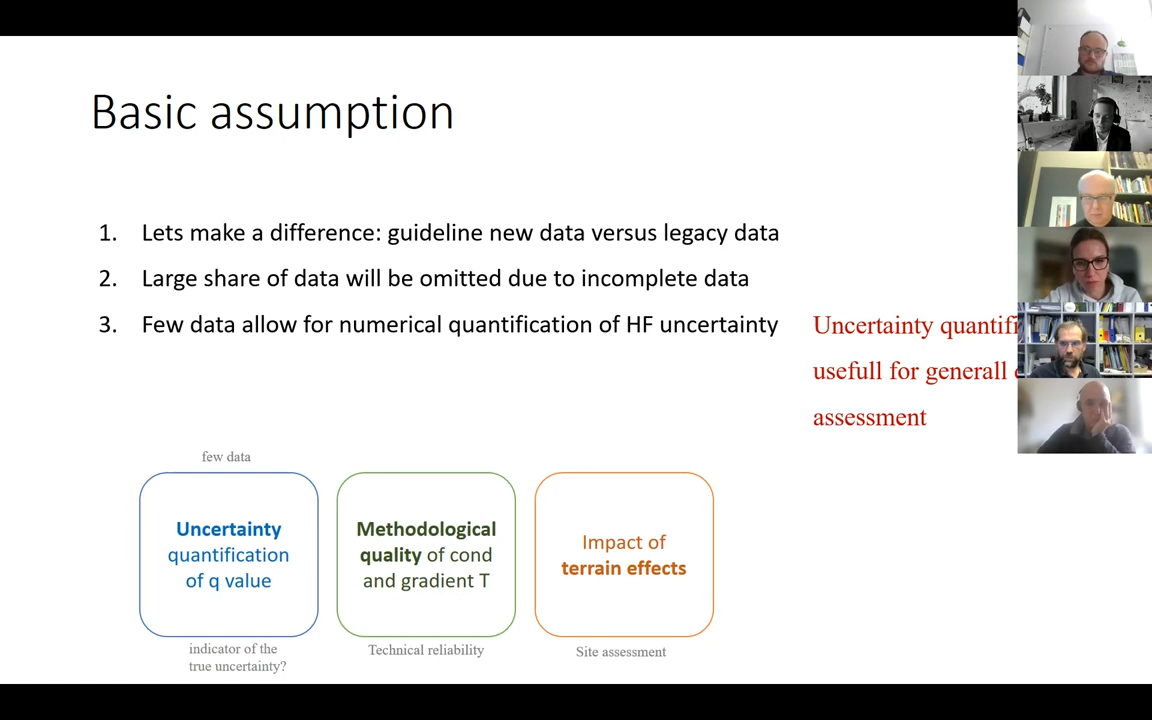 Basic assumption
1. Lets make a difference: guideline new data versus legacy data
2. Large share of data will be omitted due to incomplete data
3. Few data allow for numerical quantification of HF uncertainty
Uncertainty
usefull for generall
assessment
few data
Uncertainty
quantification
of q value
indicator of the
true uncertainty?
Methodological
quality of cond
and gradient T
Technical reliability
Impact of
terrain effects
Site assessment